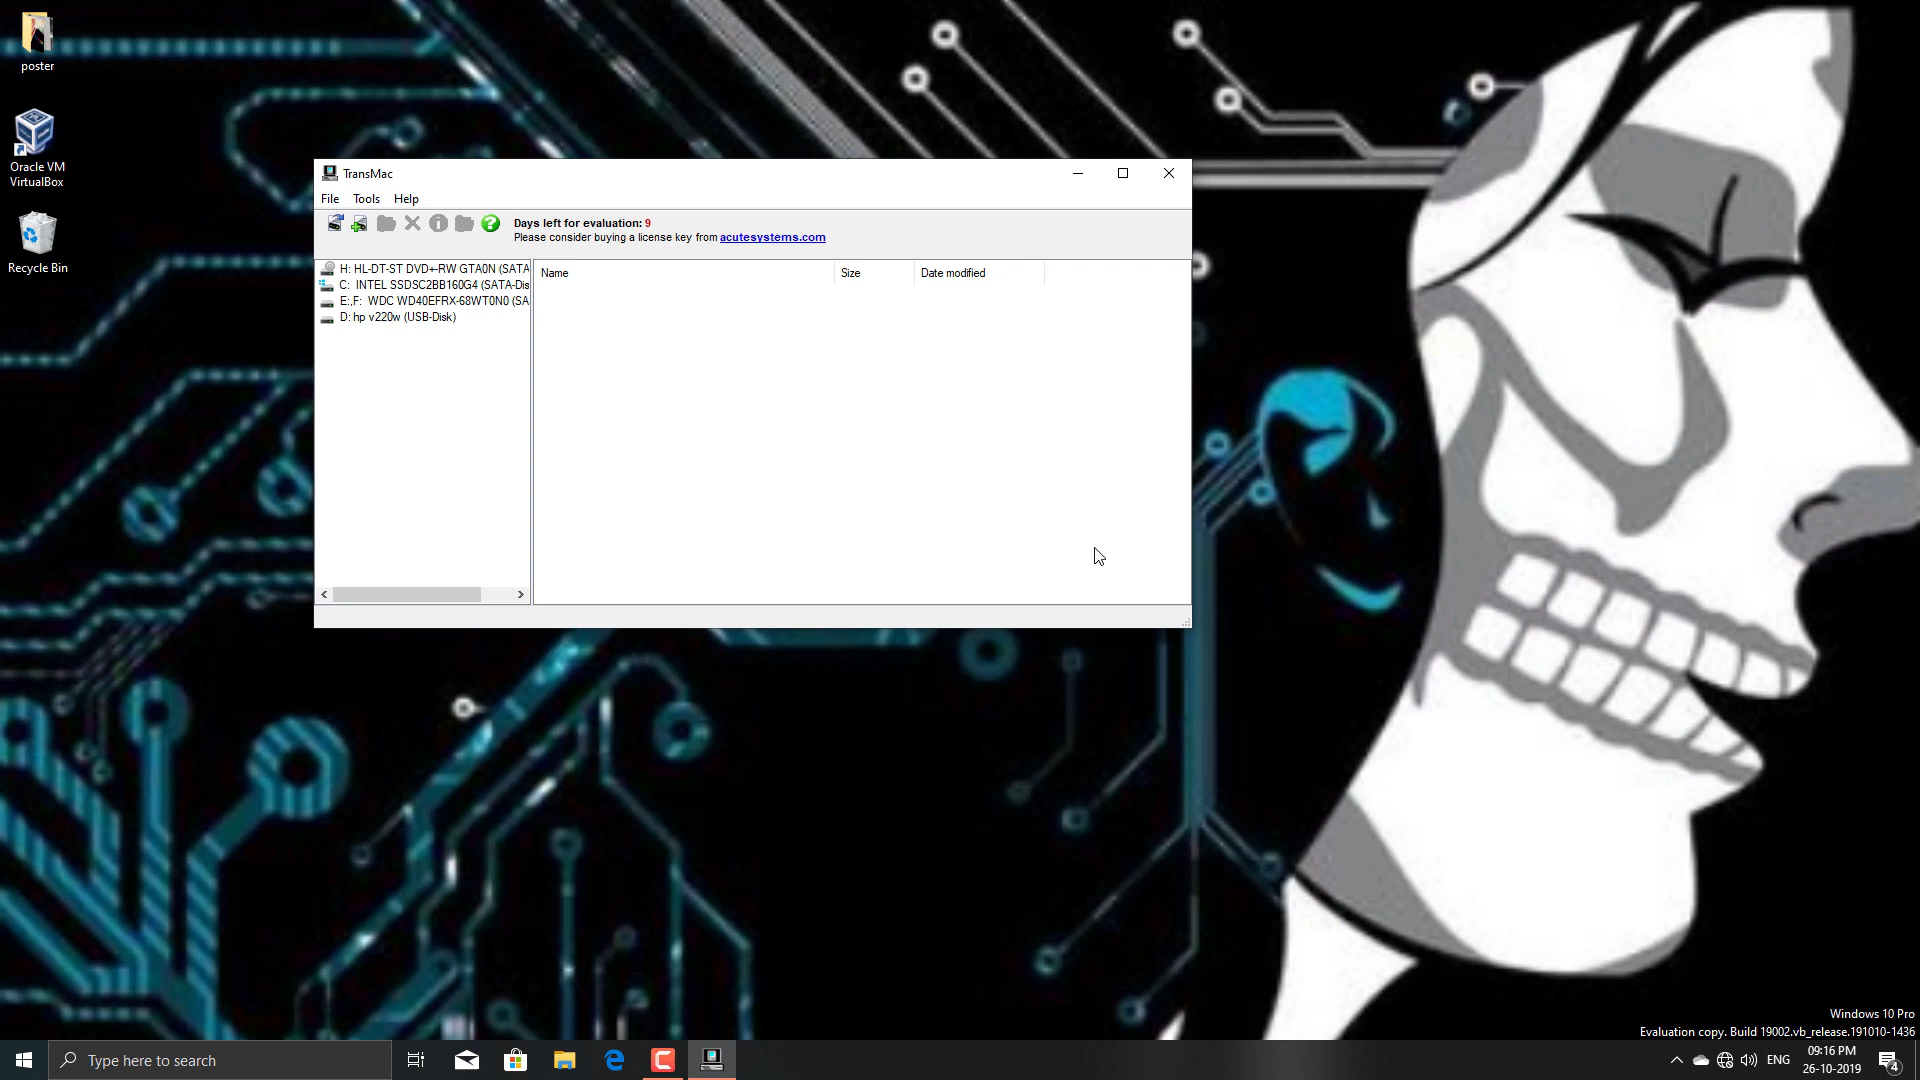 poster
Oracle VM
VirtualBox
Recycle Bin
TransMac
File Tools Help
Days left for evaluation: 9
Please consider buying a license key from acutesystems.com
H: HL-DT-ST DVD+-RW GTA0N (SATA
C: INTEL SSDSC2BB160G4 (SATA-Dis
E:,F: WDC WD40EFRX-68WT0N0 (SA
D: hp v220w (USB-Disk)
Name Size Date modified
Windows 10 Pro
Evaluation copy. Build 19002.vb_release.191010-1436
Type here to search
ENG
09:16 PM
26-10-2019
4